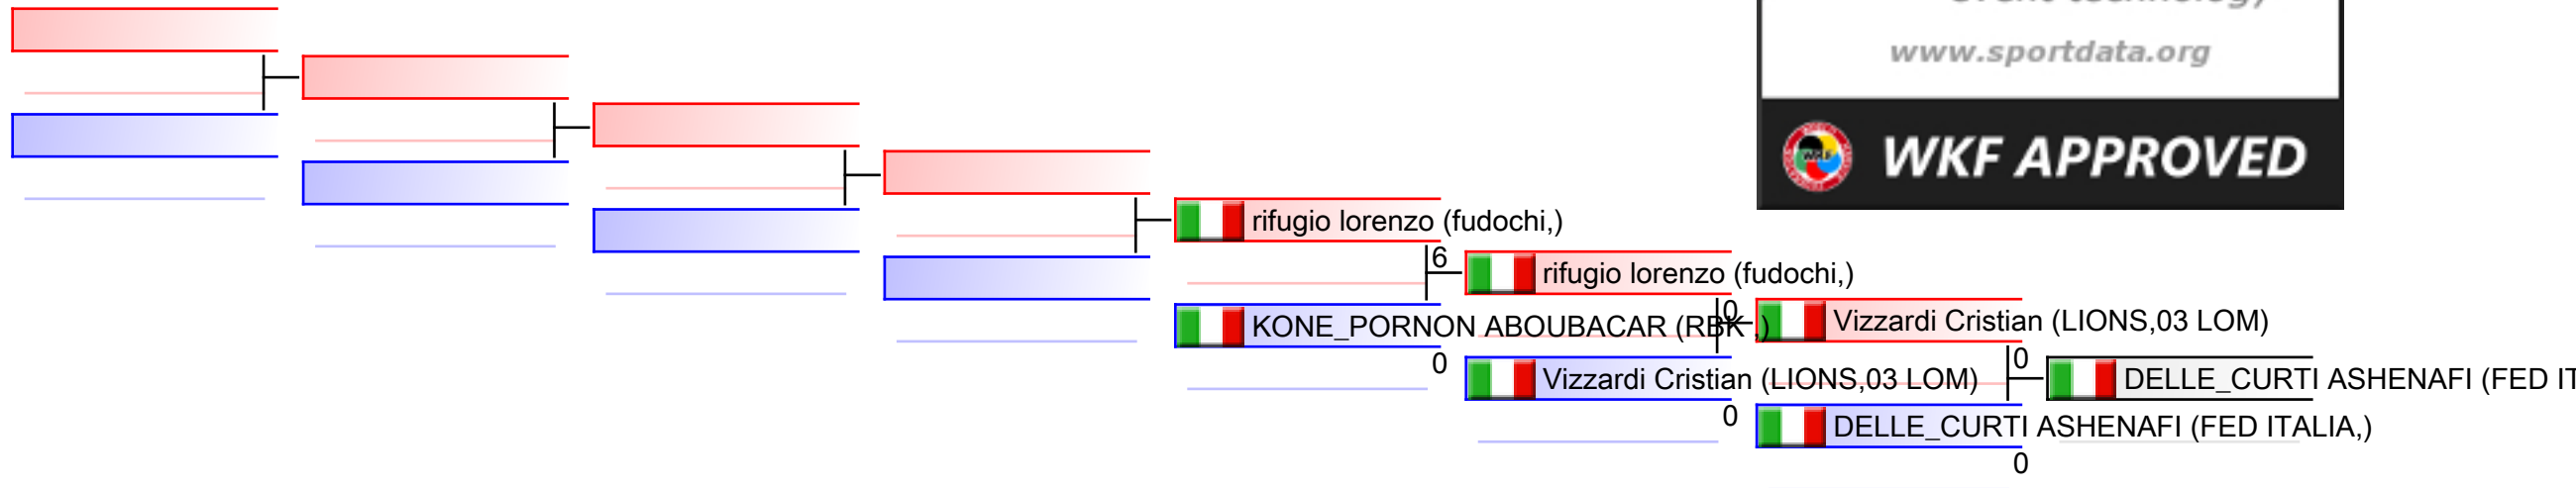 event technology
www.sportdata.org
WKF APPROVED
rifugio lorenzo (fudochi,)
6
rifugio lorenzo (fudochi,)
KONE_PORNON ABOUBACAR (RBK ,)
0
Vizzardi Cristian (LIONS,03 LOM)
0
Vizzardi Cristian (LIONS,03 LOM)
0
DELLE_CURTI ASHENAFI (FED IT
0
DELLE_CURTI ASHENAFI (FED ITALIA,)
0